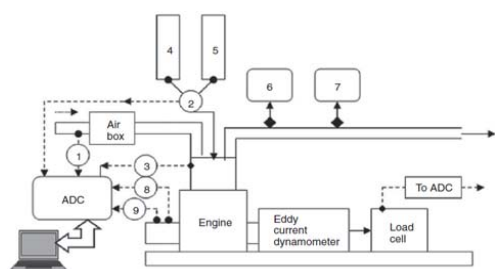 4
5
6
7
2
Air
box
1
3
8
9
ADC
To ADC
Engine
Eddy
current
dynamometer
Load
cell